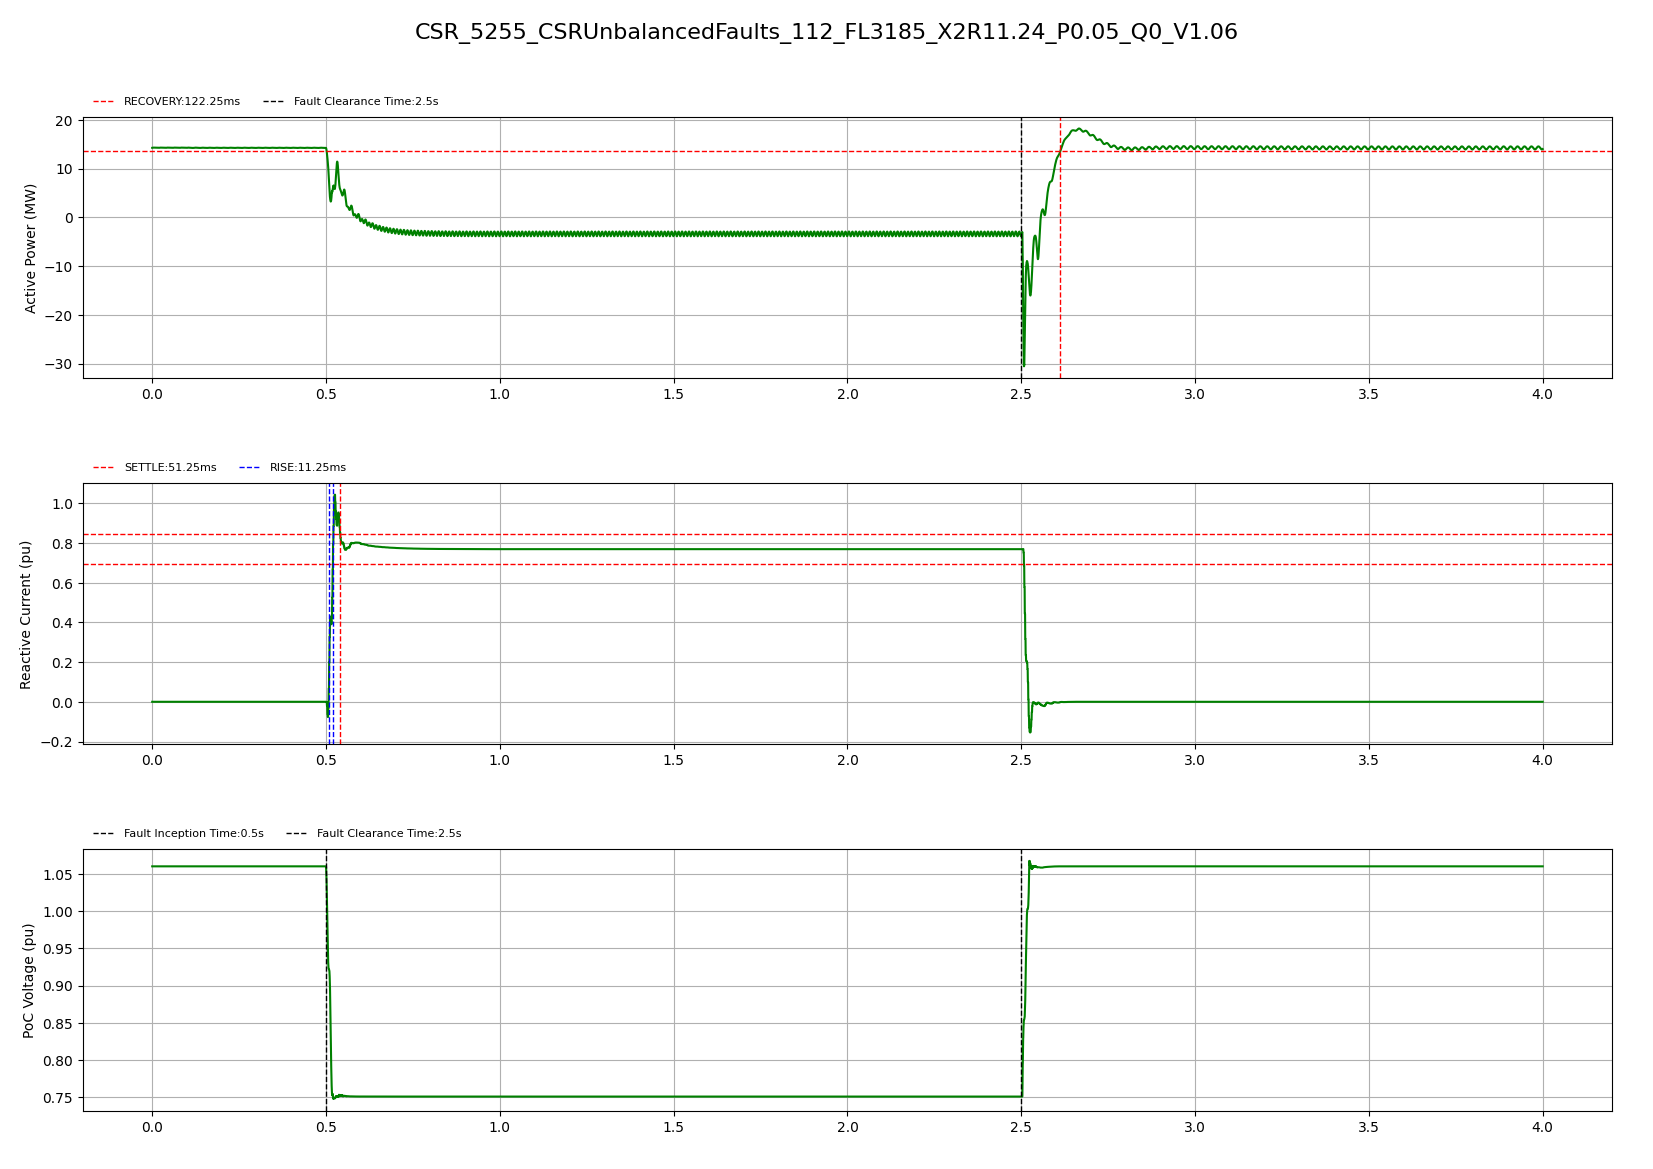 CSR_5255_CSRUnbalancedFaults_112_FL3185_X2R11.24_P0.05_Q0_V1.06
RECOVERY:122.25ms Fault Clearance Time:2.5s
Active Power (MW)
20
10
0
−10
−20
−30
0.0 0.5 1.0 1.5 2.0 2.5 3.0 3.5 4.0
SETTLE:51.25ms RISE:11.25ms
Reactive Current (pu)
1.0
0.8
0.6
0.4
0.2
0.0
−0.2
0.0 0.5 1.0 1.5 2.0 2.5 3.0 3.5 4.0
Fault Inception Time:0.5s Fault Clearance Time:2.5s
PoC Voltage (pu)
1.05
1.00
0.95
0.90
0.85
0.80
0.75
0.0 0.5 1.0 1.5 2.0 2.5 3.0 3.5 4.0